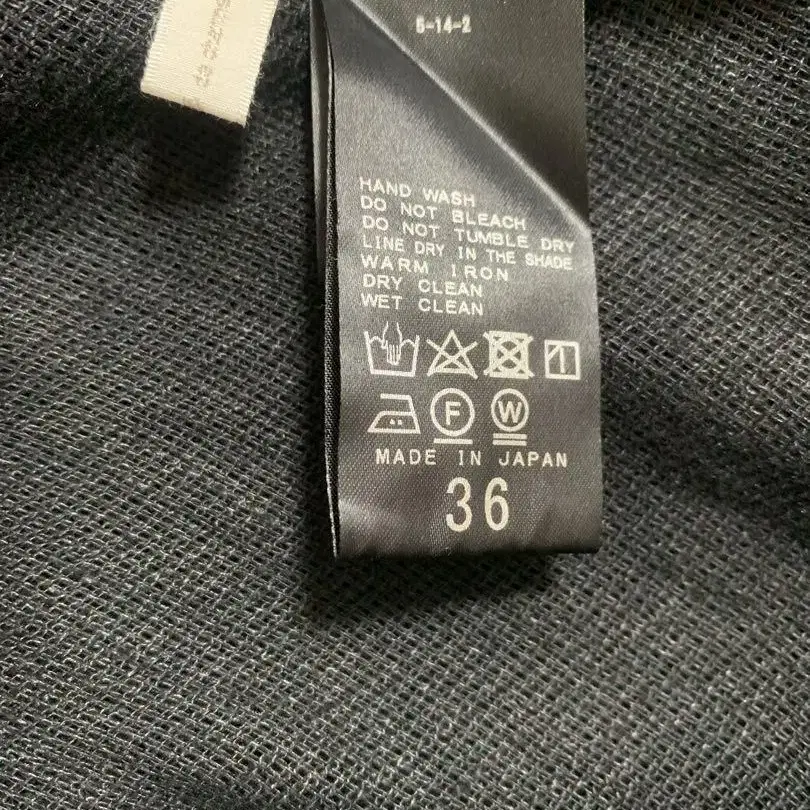 5-14-2
HAND WASH
DO NOT BLEACH
DO NOT TUMBLE DRY
LINE DRY IN THE SHADE
WARM IRON
DRY CLEAN
WET CLEAN
F W
MADE IN JAPAN
36